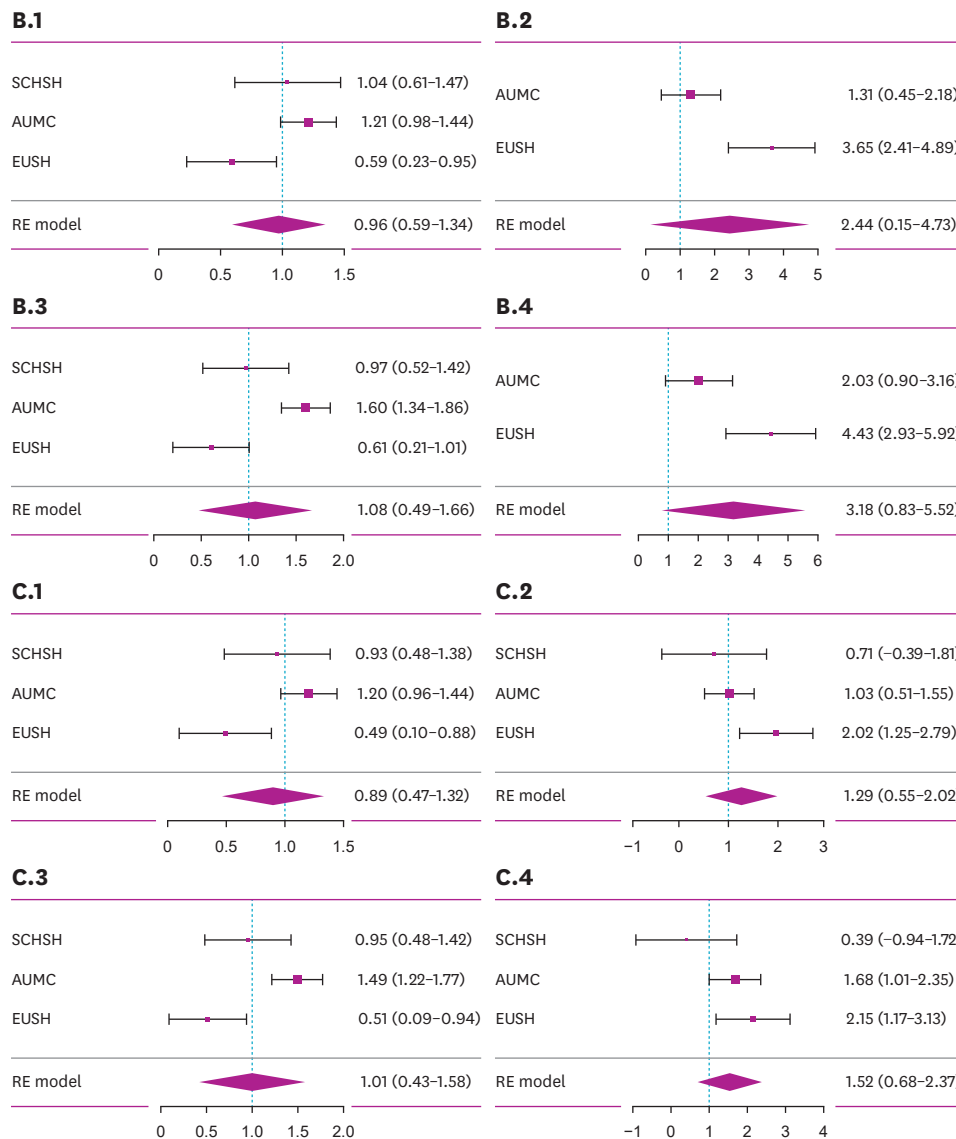 B.1
SCHSH 1.04 (0.61–1.47)
AUMC 1.21 (0.98–1.44)
EUSH 0.59 (0.23–0.95)
RE model 0.96 (0.59–1.34)
0 0.5 1.0 1.5
B.2
AUMC 1.31 (0.45–2.18)
EUSH 3.65 (2.41–4.89)
RE model 2.44 (0.15–4.73)
0 1 2 3 4 5
B.3
SCHSH 0.97 (0.52–1.42)
AUMC 1.60 (1.34–1.86)
EUSH 0.61 (0.21–1.01)
RE model 1.08 (0.49–1.66)
0 0.5 1.0 1.5 2.0
B.4
AUMC 2.03 (0.90–3.16)
EUSH 4.43 (2.93–5.92)
RE model 3.18 (0.83–5.52)
0 1 2 3 4 5 6
C.1
SCHSH 0.93 (0.48–1.38)
AUMC 1.20 (0.96–1.44)
EUSH 0.49 (0.10–0.88)
RE model 0.89 (0.47–1.32)
0 0.5 1.0 1.5
C.2
SCHSH 0.71 (−0.39–1.81)
AUMC 1.03 (0.51–1.55)
EUSH 2.02 (1.25–2.79)
RE model 1.29 (0.55–2.02
−1 0 1 2 3
C.3
SCHSH 0.95 (0.48–1.42)
AUMC 1.49 (1.22–1.77)
EUSH 0.51 (0.09–0.94)
RE model 1.01 (0.43–1.58)
0 0.5 1.0 1.5 2.0
C.4
SCHSH 0.39 (−0.94–1.72
AUMC 1.68 (1.01–2.35)
EUSH 2.15 (1.17–3.13)
RE model 1.52 (0.68–2.37)
−1 0 1 2 3 4